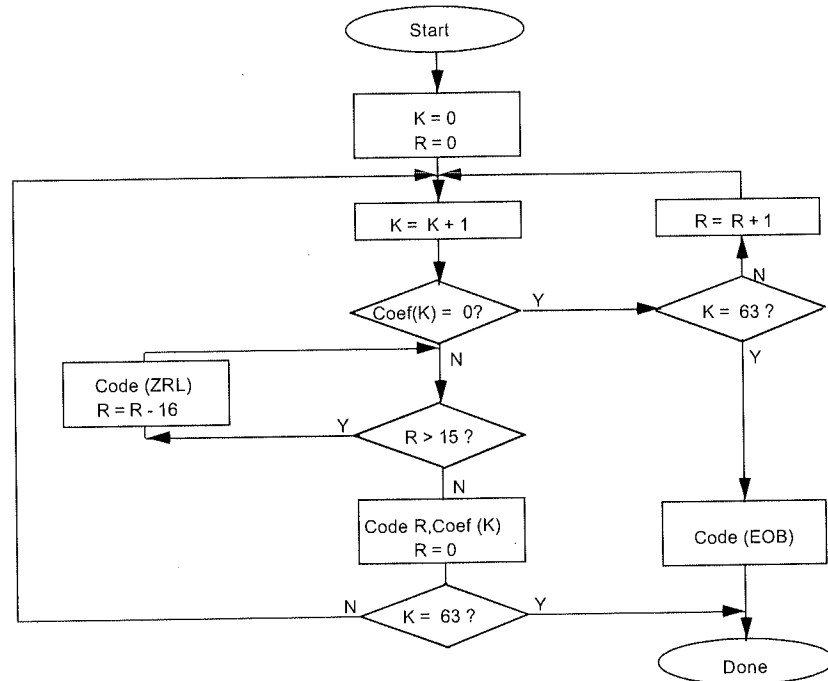 Start
K = 0
R = 0
K = K + 1
R = R + 1
N
Coef(K) = 0?
Y
K = 63 ?
N
Y
Code (ZRL)
R = R - 16
Y
R > 15 ?
N
Code R,Coef (K)
R = 0
Code (EOB)
N
K = 63 ?
Y
Done